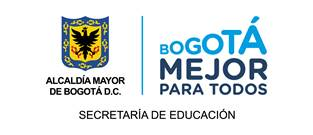 ALCALDÍA MAYOR
DE BOGOTÁ D.C.
BOGOTÁ
MEJOR
PARA TODOS
SECRETARÍA DE EDUCACIÓN